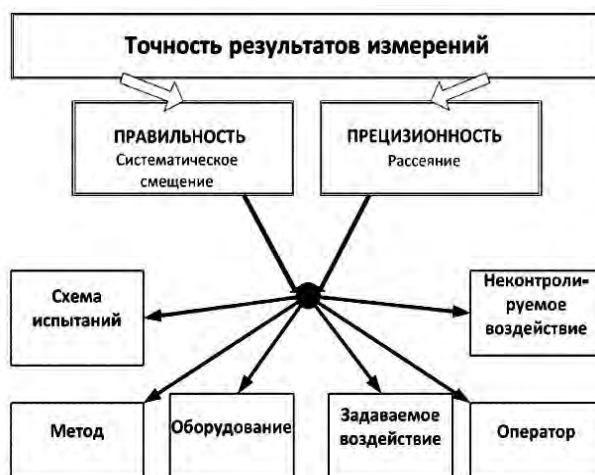 Точность результатов измерений
ПРАВИЛЬНОСТЬ
Систематическое
смещение
ПРЕЦИЗИОННОСТЬ
Рассеяние
Схема
испытаний
Неконтроли-
руемое
воздействие
Метод
Оборудование
Задаваемое
воздействие
Оператор